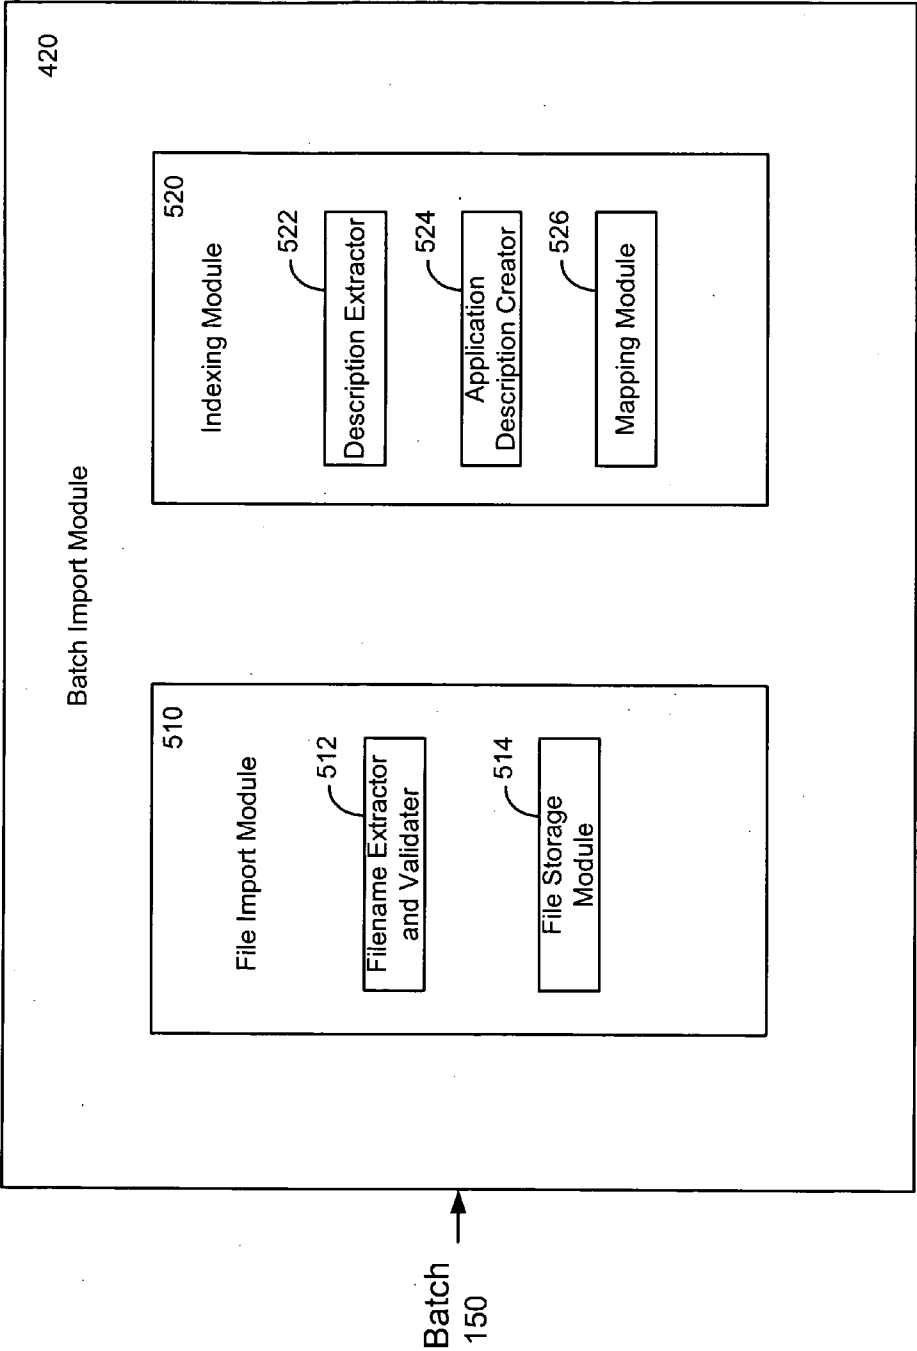 Batch Import Module
420
Batch
150
510
File Import Module
512
Filename Extractor
and Validater
514
File Storage
Module
520
Indexing Module
522
Description Extractor
524
Application
Description Creator
526
Mapping Module